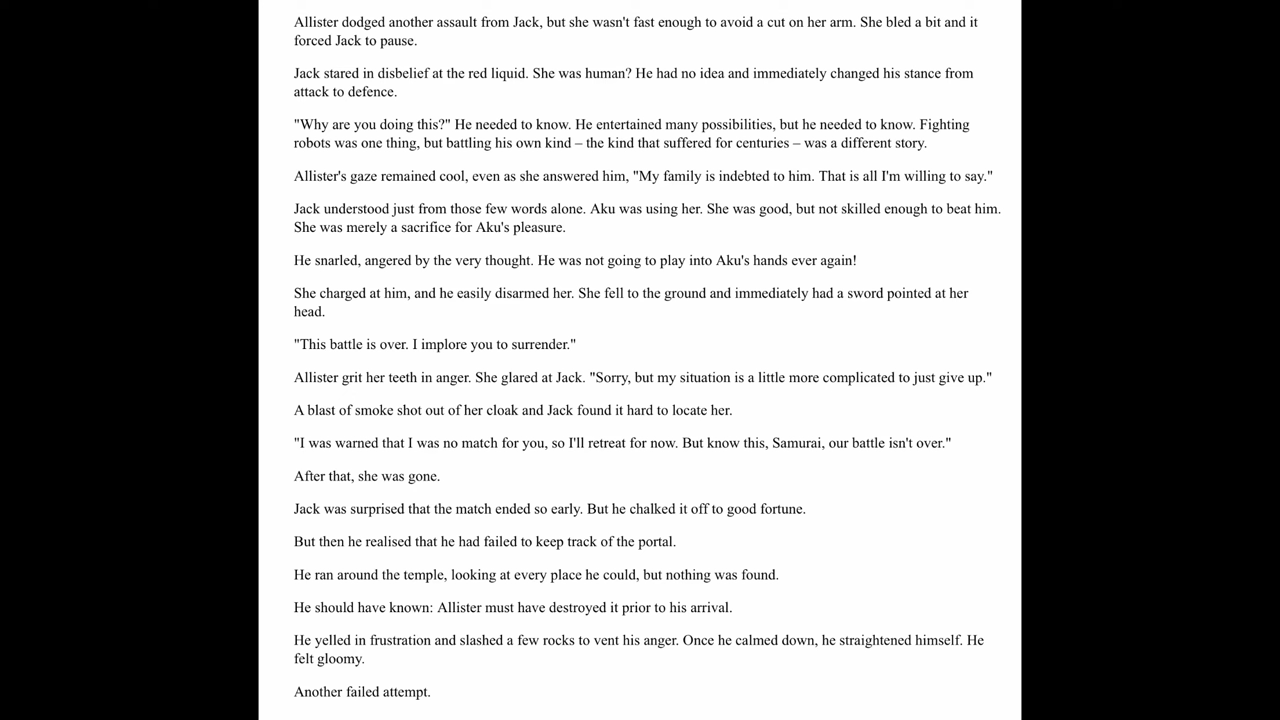 Allister dodged another assault from Jack, but she wasn't fast enough to avoid a cut on her arm. She bled a bit and it
forced Jack to pause.
Jack stared in disbelief at the red liquid. She was human? He had no idea and immediately changed his stance from
attack to defence.
"Why are you doing this?" He needed to know. He entertained many possibilities, but he needed to know. Fighting
robots was one thing, but battling his own kind – the kind that suffered for centuries – was a different story.
Allister's gaze remained cool, even as she answered him, "My family is indebted to him. That is all I'm willing to say."
Jack understood just from those few words alone. Aku was using her. She was good, but not skilled enough to beat him.
She was merely a sacrifice for Aku's pleasure.
He snarled, angered by the very thought. He was not going to play into Aku's hands ever again!
She charged at him, and he easily disarmed her. She fell to the ground and immediately had a sword pointed at her
head.
"This battle is over. I implore you to surrender."
Allister grit her teeth in anger. She glared at Jack. "Sorry, but my situation is a little more complicated to just give up."
A blast of smoke shot out of her cloak and Jack found it hard to locate her.
"I was warned that I was no match for you, so I'll retreat for now. But know this, Samurai, our battle isn't over."
After that, she was gone.
Jack was surprised that the match ended so early. But he chalked it off to good fortune.
But then he realised that he had failed to keep track of the portal.
He ran around the temple, looking at every place he could, but nothing was found.
He should have known: Allister must have destroyed it prior to his arrival.
He yelled in frustration and slashed a few rocks to vent his anger. Once he calmed down, he straightened himself. He
felt gloomy.
Another failed attempt.